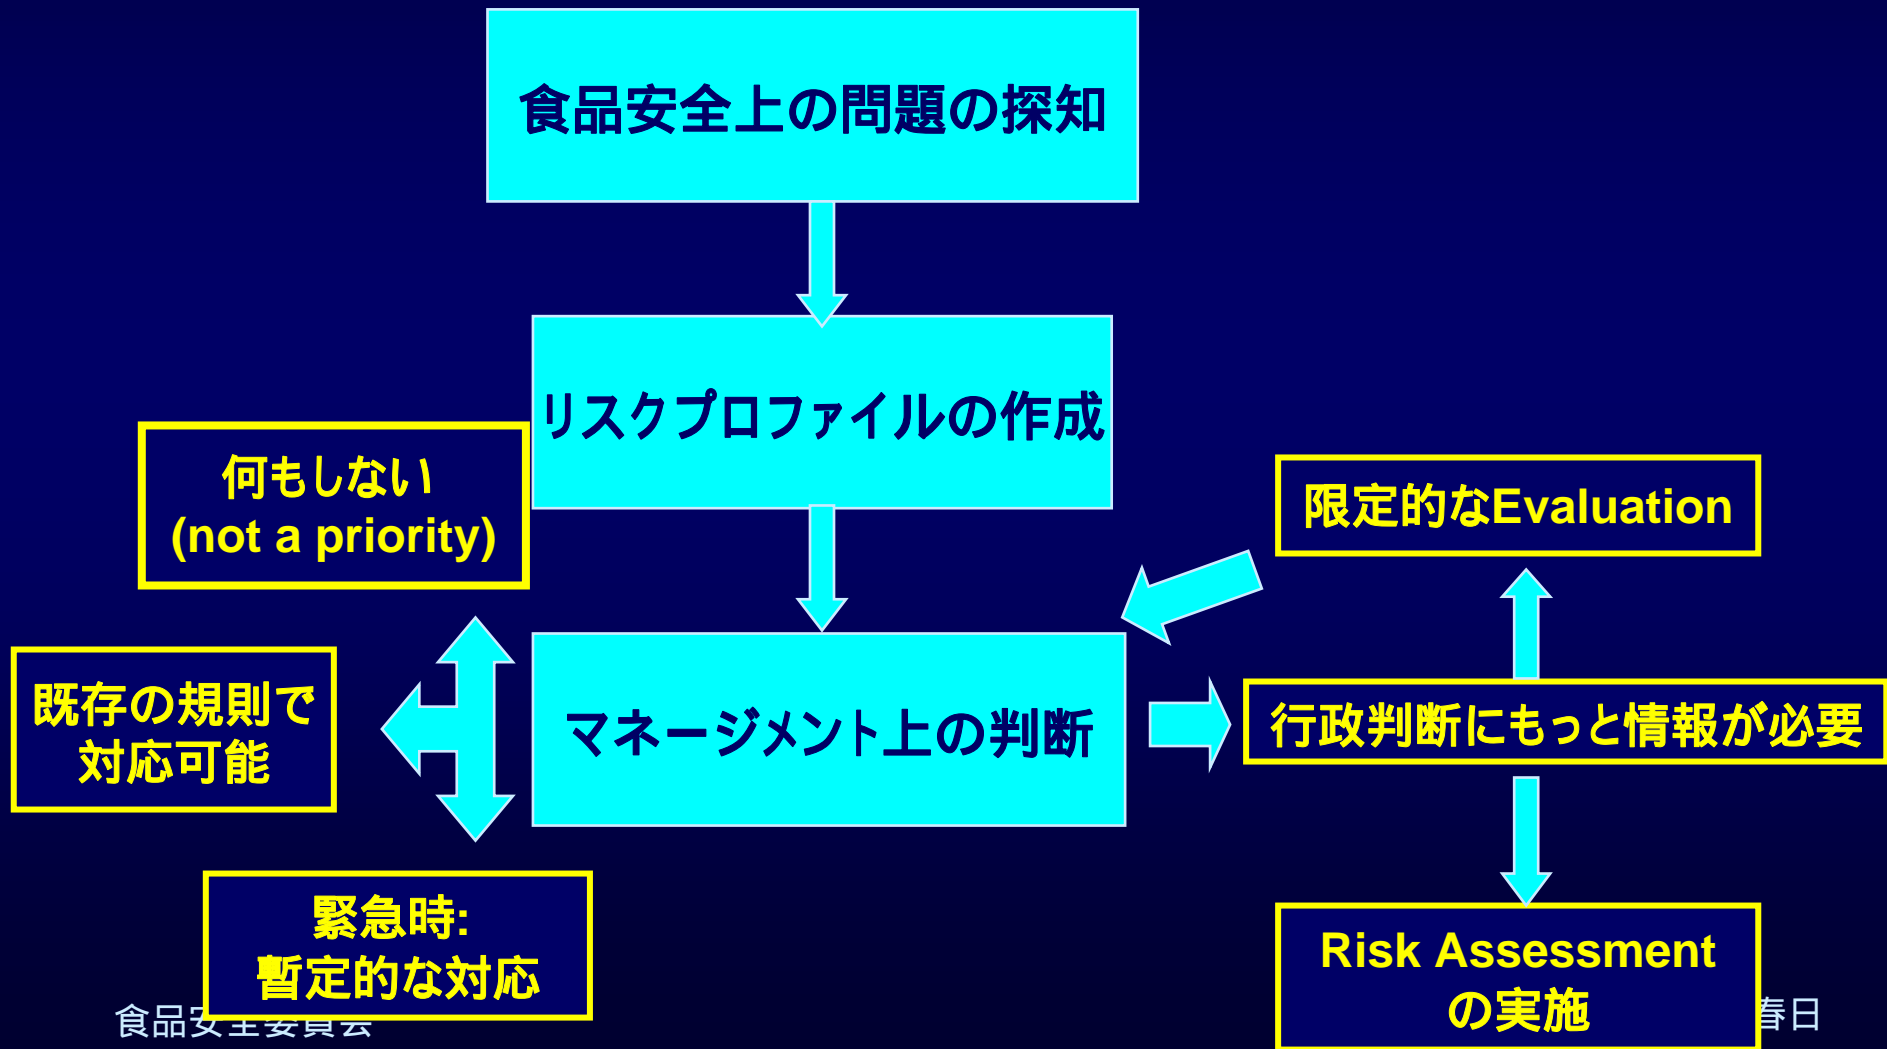 食品安全上の問題の探知
リスクプロファイルの作成
何もしない
(not a priority)
限定的なEvaluation
既存の規則で
対応可能
マネージメント上の判断
行政判断にもっと情報が必要
緊急時:
暫定的な対応
Risk Assessment
の実施
食品安全委員会
春日